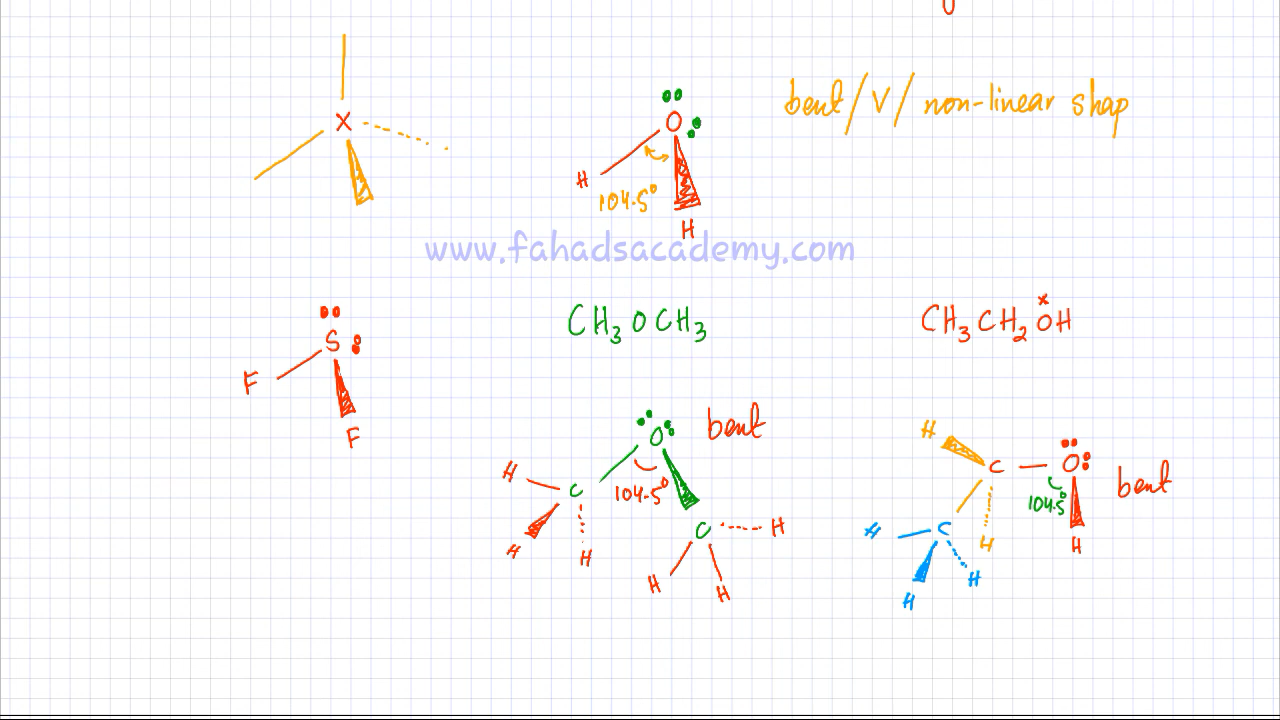 bent/V/ non-linear shap
X
O
H
104.5°
H
www.fahadsacademy.com
CH3OCH3
x
CH3CH2OH
S
F
F
O
bent
104.5°
H
C
H
H
C
H
H
H
H
C
O
bent
104.5°
H
H
C
H
H
H